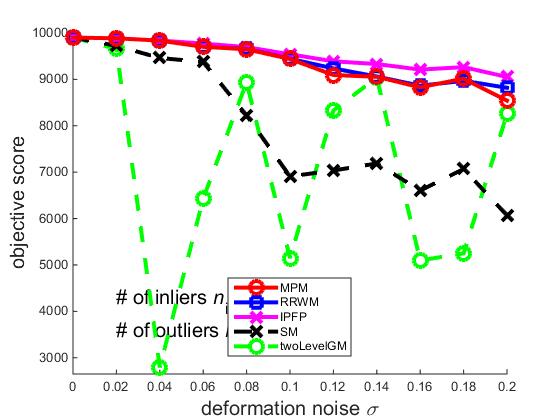 10000
9000
8000
7000
6000
5000
4000
3000
objective score
# of inliers n
# of outliers
MPM
RRWM
IPFP
SM
twoLevelGM
0 0.02 0.04 0.06 0.08 0.1 0.12 0.14 0.16 0.18 0.2
deformation noise σ